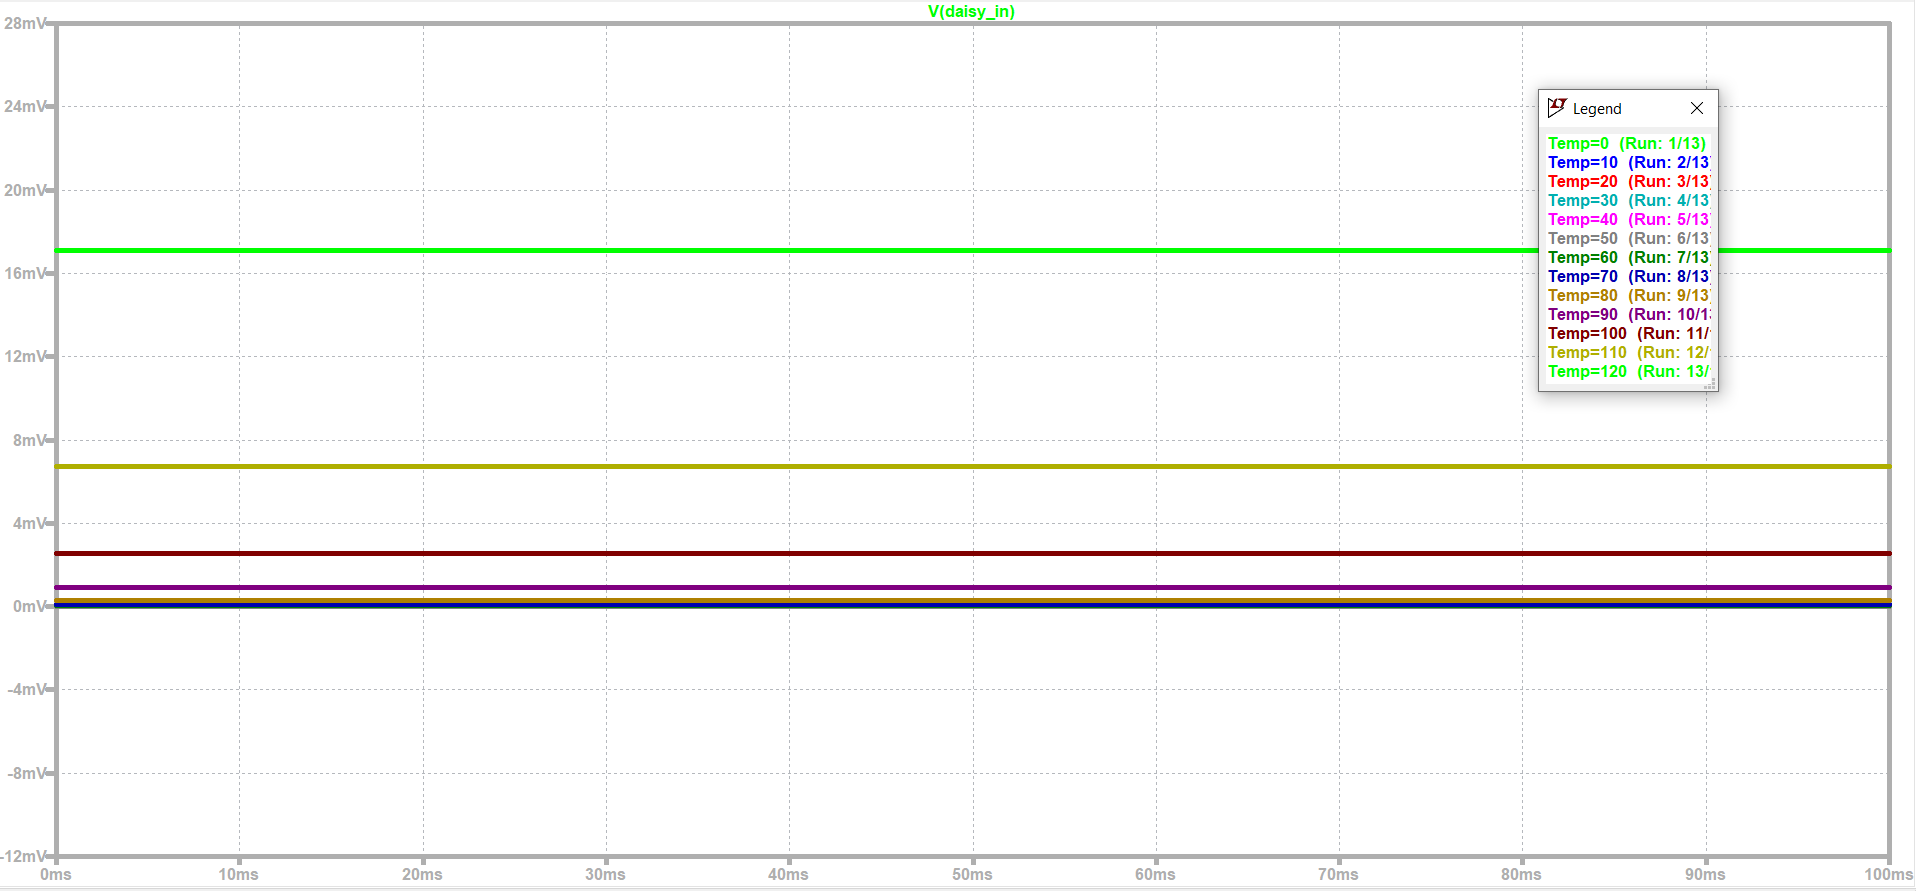 V(daisy_in)
28mV
24mV
20mV
16mV
12mV
8mV
4mV
0mV
-4mV
-8mV
-12mV
0ms 10ms 20ms 30ms 40ms 50ms 60ms 70ms 80ms 90ms 100ms
LT Legend
Temp=0 (Run: 1/13)
Temp=10 (Run: 2/13)
Temp=20 (Run: 3/13)
Temp=30 (Run: 4/13)
Temp=40 (Run: 5/13)
Temp=50 (Run: 6/13)
Temp=60 (Run: 7/13)
Temp=70 (Run: 8/13)
Temp=80 (Run: 9/13)
Temp=90 (Run: 10/13
Temp=100 (Run: 11/
Temp=110 (Run: 12/
Temp=120 (Run: 13/